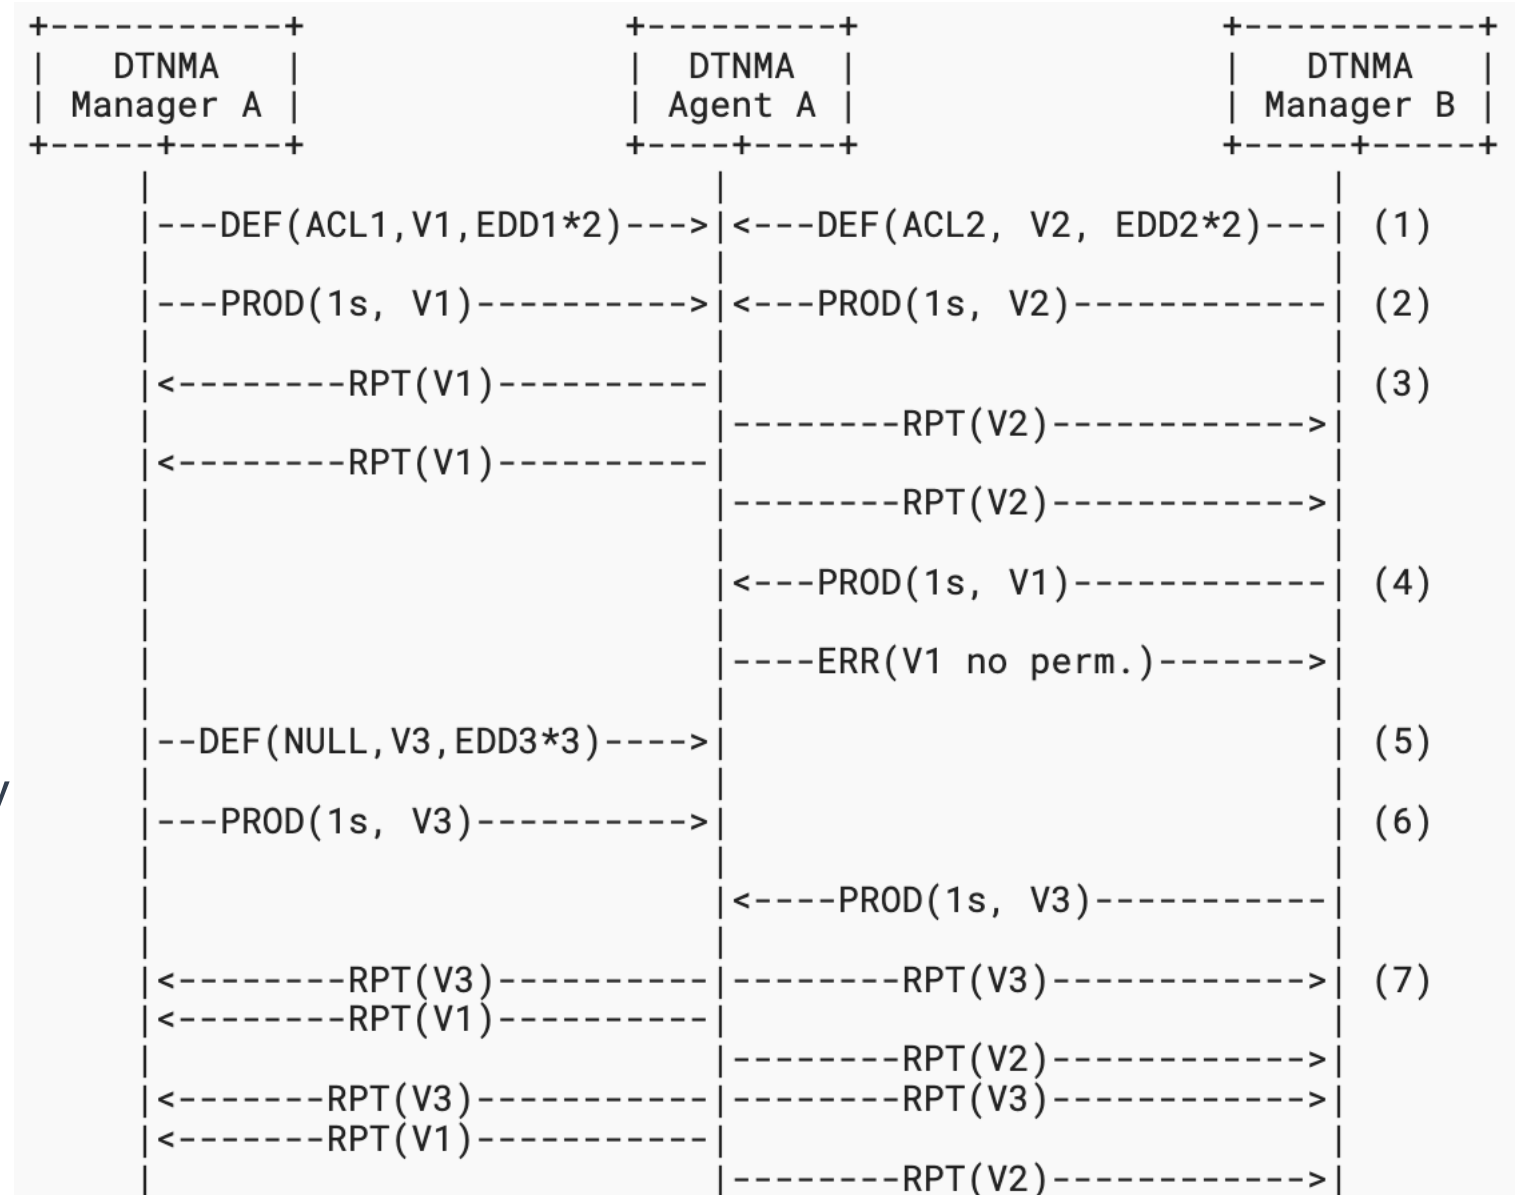 +-----------+               +---------+                 +-----------+
|   DTNMA   |               |  DTNMA  |                 |   DTNMA   |
| Manager A |               | Agent A |                 | Manager B |
+-----+-----+               +----+----+                 +-----+-----+
      |                          |                            |
      |---DEF(ACL1,V1,EDD1*2)--->|<---DEF(ACL2, V2, EDD2*2)---| (1)
      |                          |                            |
      |---PROD(1s, V1)---------->|<---PROD(1s, V2)------------| (2)
      |                          |                            |
      |<--------RPT(V1)----------|                            | (3)
      |                          |--------RPT(V2)------------>|
      |<--------RPT(V1)----------|                            |
      |                          |--------RPT(V2)------------>|
      |                          |                            |
      |                          |<---PROD(1s, V1)------------| (4)
      |                          |                            |
      |                          |----ERR(V1 no perm.)------->|
      |                          |                            |
      |--DEF(NULL,V3,EDD3*3)---->|                            | (5)
      |                          |                            |
      |---PROD(1s, V3)---------->|                            | (6)
      |                          |                            |
      |                          |<----PROD(1s, V3)-----------|
      |                          |                            |
      |<--------RPT(V3)----------|--------RPT(V3)------------>| (7)
      |<--------RPT(V1)----------|                            |
      |                          |--------RPT(V2)------------>|
      |<-------RPT(V3)-----------|--------RPT(V3)------------>|
      |<-------RPT(V1)-----------|                            |
      |                          |--------RPT(V2)------------>|